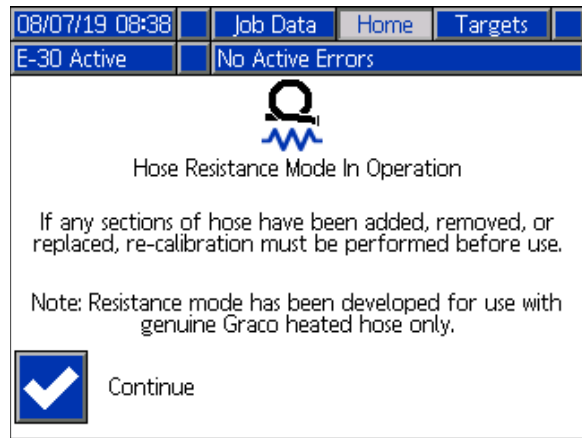 08/07/19 08:38 Job Data Home Targets
E-30 Active No Active Errors
Hose Resistance Mode In Operation
If any sections of hose have been added, removed, or
replaced, re-calibration must be performed before use.
Note: Resistance mode has been developed for use with
genuine Graco heated hose only.
Continue